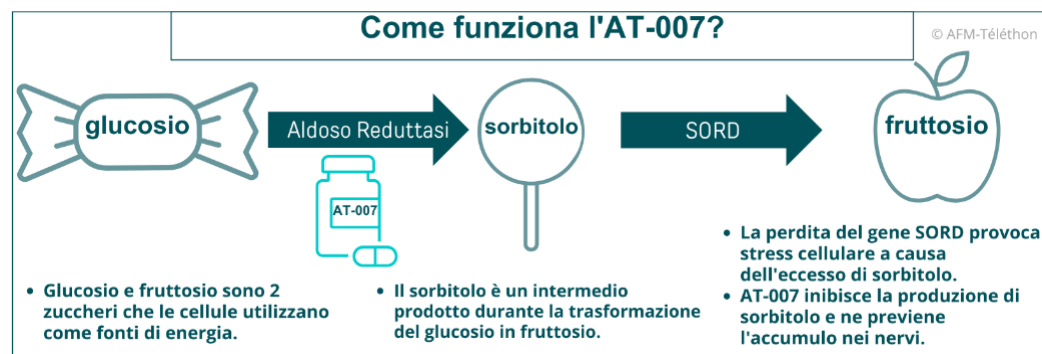 Come funziona l'AT-007?
© AFM-Téléthon
glucosio
Aldoso Reduttasi
sorbitolo
SORD
fruttosio
AT-007
• Glucosio e fruttosio sono 2
zuccheri che le cellule utilizzano
come fonti di energia.
• Il sorbitolo è un intermedio
prodotto durante la trasformazione
del glucosio in fruttosio.
• La perdita del gene SORD provoca
stress cellulare a causa
dell'eccesso di sorbitolo.
• AT-007 inibisce la produzione di
sorbitolo e ne previene
l'accumulo nei nervi.